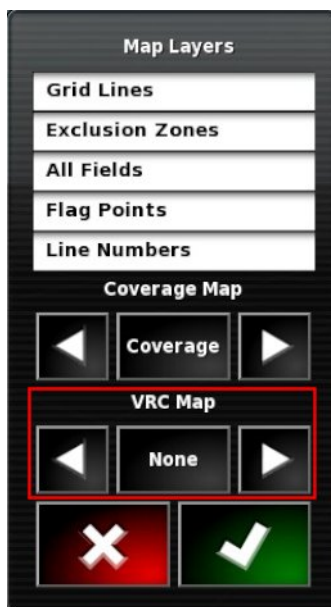 Map Layers
Grid Lines
Exclusion Zones
All Fields
Flag Points
Line Numbers
Coverage Map
Coverage
VRC Map
None